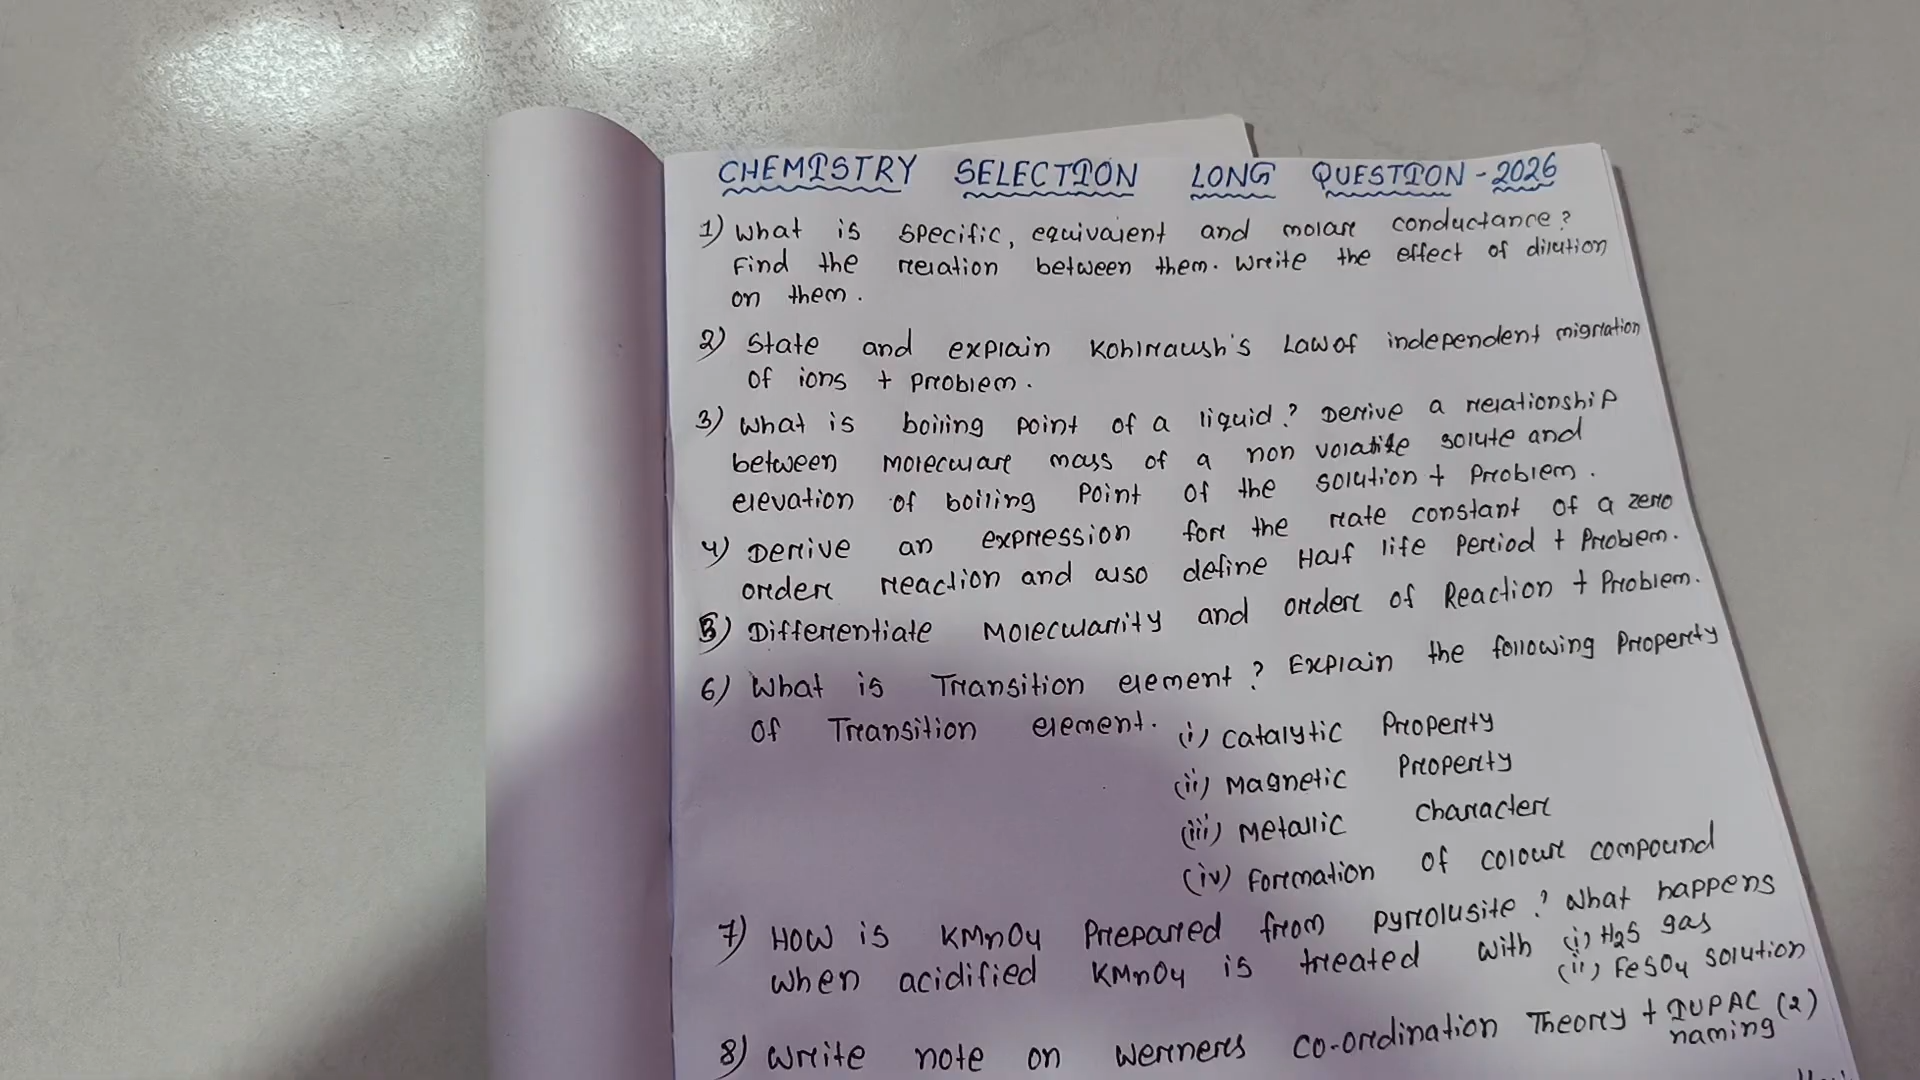 CHEMISTRY SELECTION LONG QUESTION - 2026
1) What is specific, equivalent and molar conductance?
Find the relation between them. Write the effect of dilution
on them.
2) State and explain Kohlraush's Law of independent migration
of ions + problem.
3) What is boiling point of a liquid? Derive a relationship
between molecular mass of a non volatile solute and
elevation of boiling point of the solution + problem.
4) Derive an expression for the rate constant of a zero
order reaction and also define Half life Period + Problem.
5) Differentiate Molecularity and order of Reaction + Problem.
6) What is Transition element? Explain the following Property
of Transition element. (i) Catalytic Property
(ii) Magnetic Property
(iii) Metallic Character
(iv) Formation of colour compound
7) How is KMnO4 Prepared from pyrolusite? What happens
when acidified KMnO4 is treated with (i) H2S gas
(ii) FeSO4 solution
8) Write note on werners co-ordination Theory + IUPAC (2)
naming